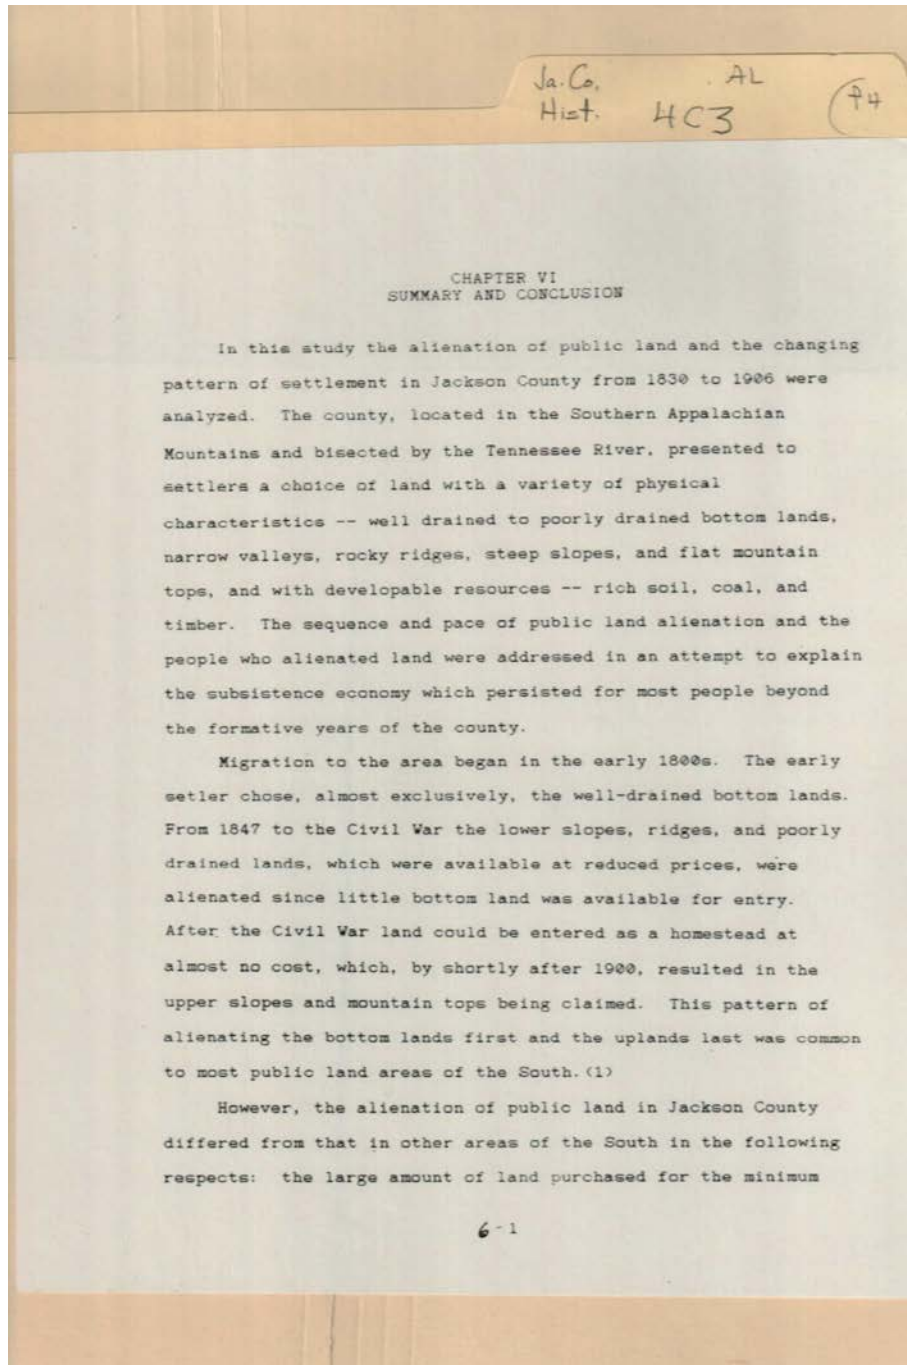 Ja. Co. AL
Hist. 4C3 P4
CHAPTER VI
SUMMARY AND CONCLUSION
In this study the alienation of public land and the changing
pattern of settlement in Jackson County from 1830 to 1906 were
analyzed. The county, located in the Southern Appalachian
Mountains and bisected by the Tennessee River, presented to
settlers a choice of land with a variety of physical
characteristics -- well drained to poorly drained bottom lands,
narrow valleys, rocky ridges, steep slopes, and flat mountain
tops, and with developable resources -- rich soil, coal, and
timber. The sequence and pace of public land alienation and the
people who alienated land were addressed in an attempt to explain
the subsistence economy which persisted for most people beyond
the formative years of the county.
Migration to the area began in the early 1800s. The early
setler chose, almost exclusively, the well-drained bottom lands.
From 1847 to the Civil War the lower slopes, ridges, and poorly
drained lands, which were available at reduced prices, were
alienated since little bottom land was available for entry.
After the Civil War land could be entered as a homestead at
almost no cost, which, by shortly after 1900, resulted in the
upper slopes and mountain tops being claimed. This pattern of
alienating the bottom lands first and the uplands last was common
to most public land areas of the South.(1)
However, the alienation of public land in Jackson County
differed from that in other areas of the South in the following
respects: the large amount of land purchased for the minimum
6-1